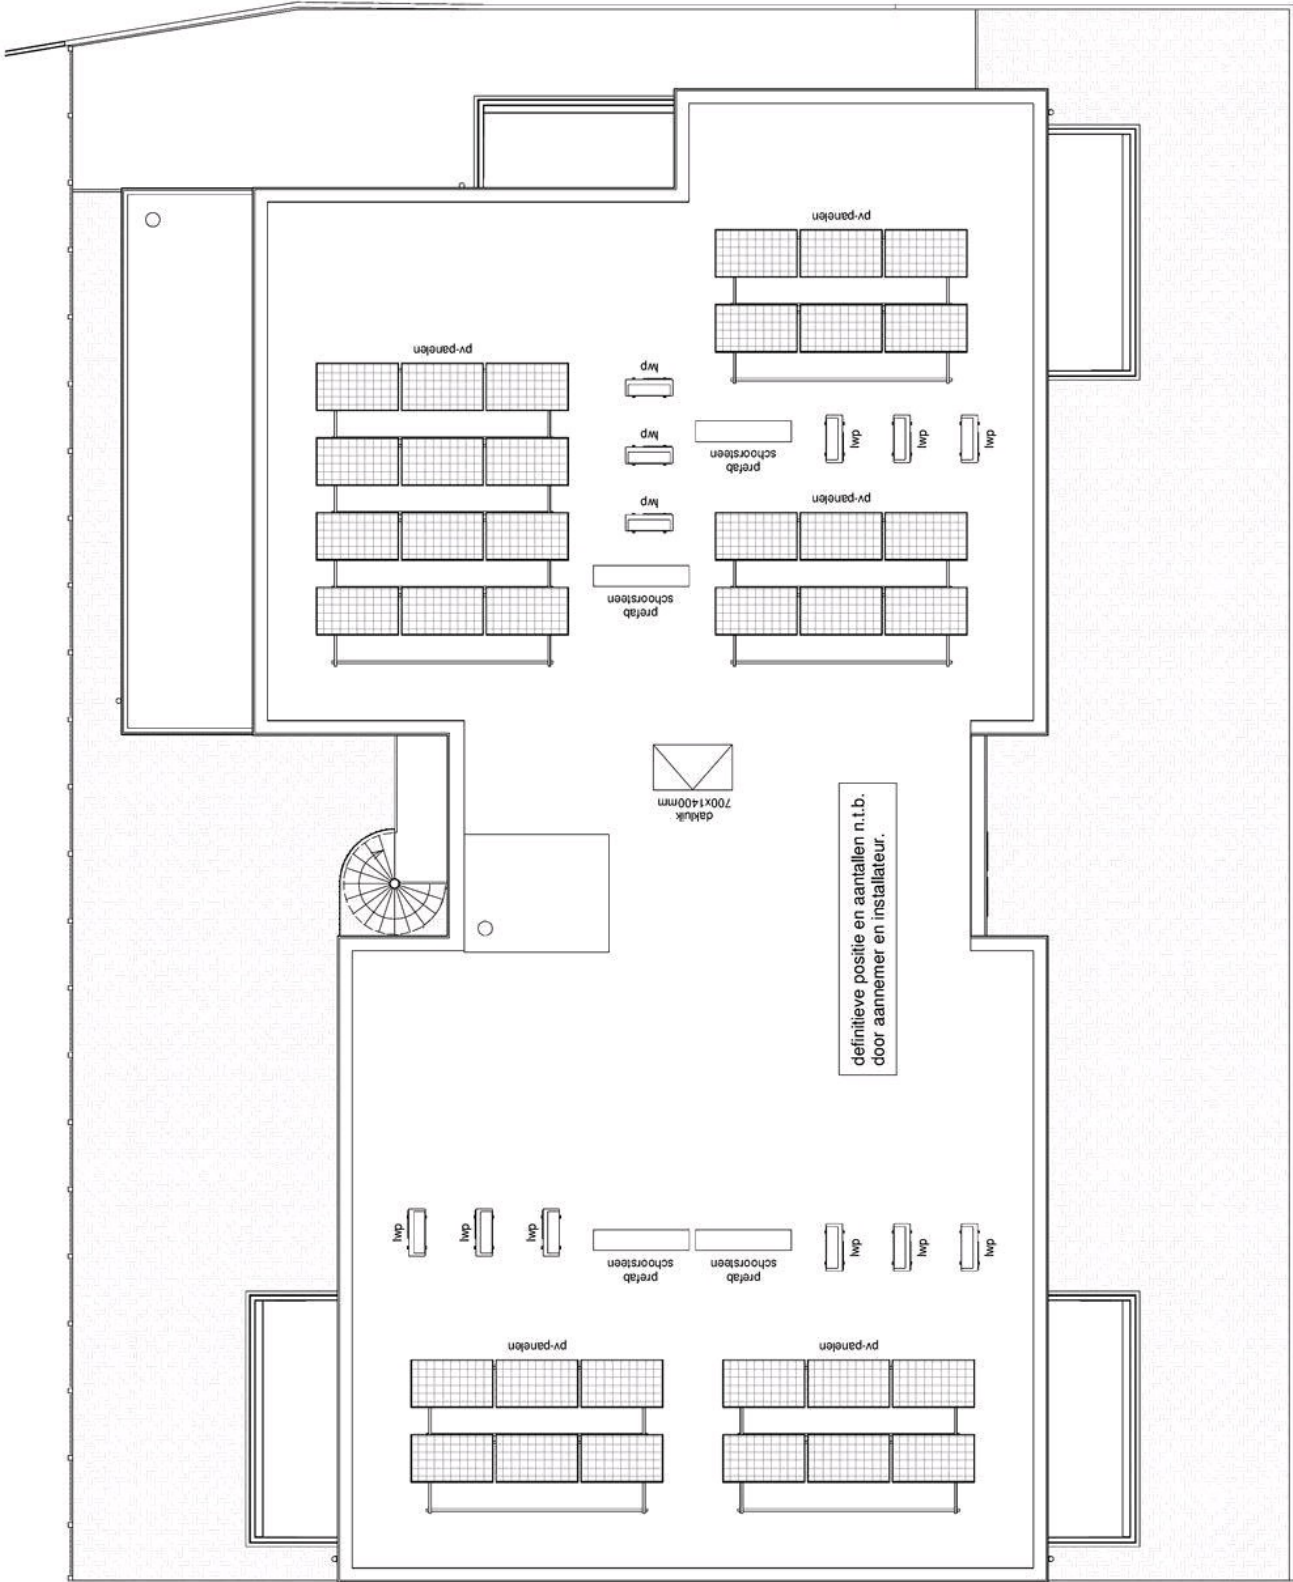 pv-panelen
pv-panelen
lwp
lwp
prefab
schoorsteen
lwp
lwp
lwp
pv-panelen
lwp
prefab
schoorsteen
dakluik
700x1400mm
definitieve positie en aantallen n.t.b.
door aannemer en installateur.
lwp
lwp
lwp
prefab
schoorsteen
prefab
schoorsteen
lwp
lwp
lwp
pv-panelen
pv-panelen